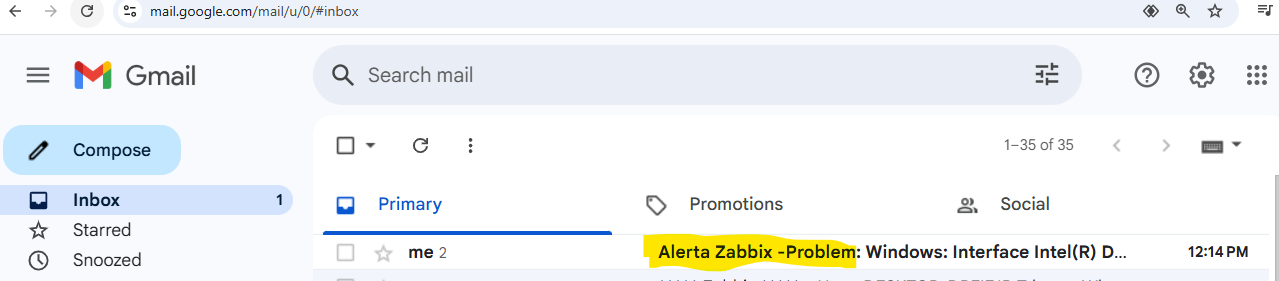 mail.google.com/mail/u/0/#inbox
Gmail
Search mail
Compose
1–35 of 35
Inbox 1
Primary Promotions Social
Starred
me 2 Alerta Zabbix -Problem: Windows: Interface Intel(R) D... 12:14 PM
Snoozed